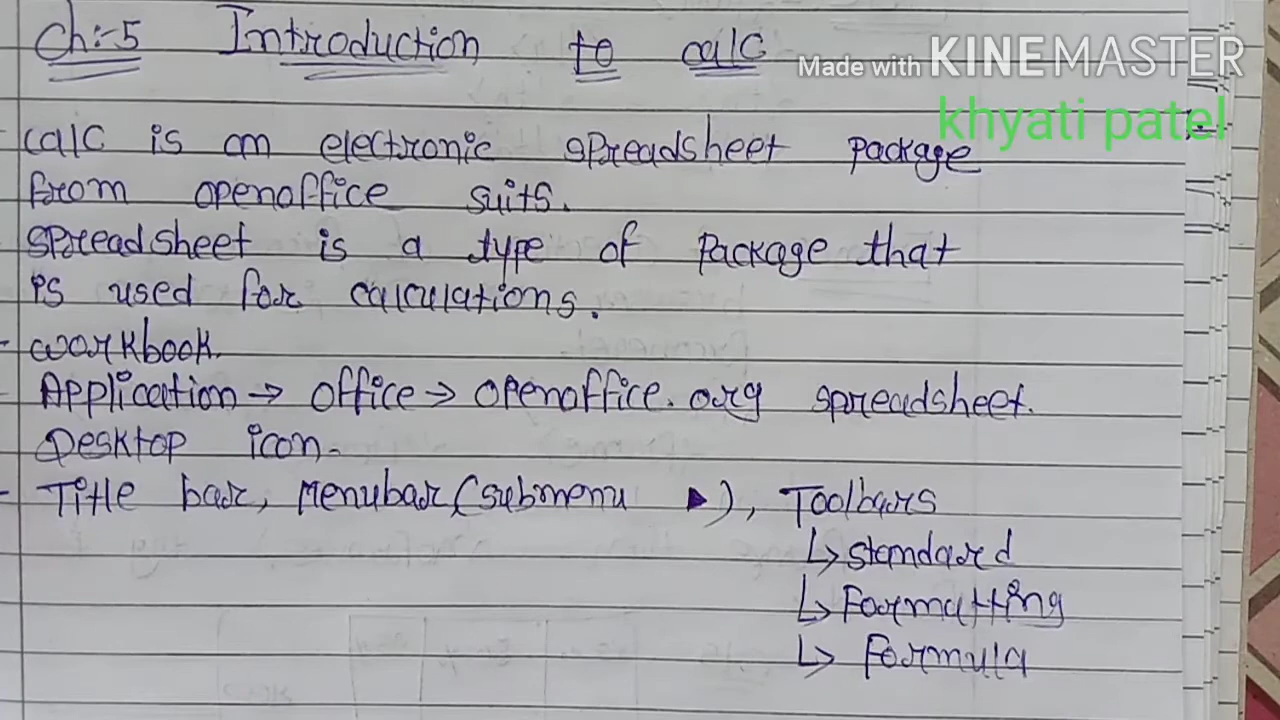 Ch:-5 Introduction to calc
Made with KINEMASTER
khyati patel
- calc is an electronic spreadsheet package
from openoffice suits.
spreadsheet is a type of package that
is used for calculations.
- workbook.
- Application → office → openoffice.org spreadsheet.
Desktop icon.
- Title bar, Menubar (submenu ▶), Toolbars
↳ standard
↳ Formatting
↳ Formula